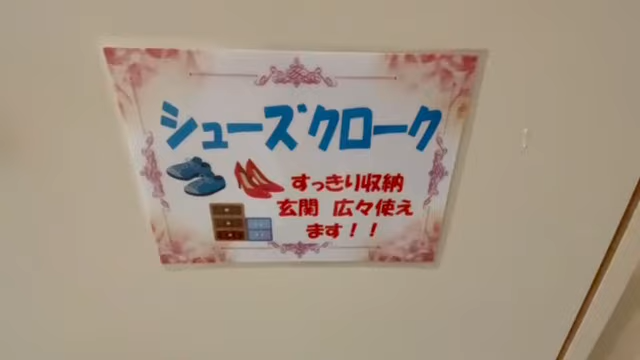 シューズクローク
すっきり収納
玄関 広々使え
ます！！